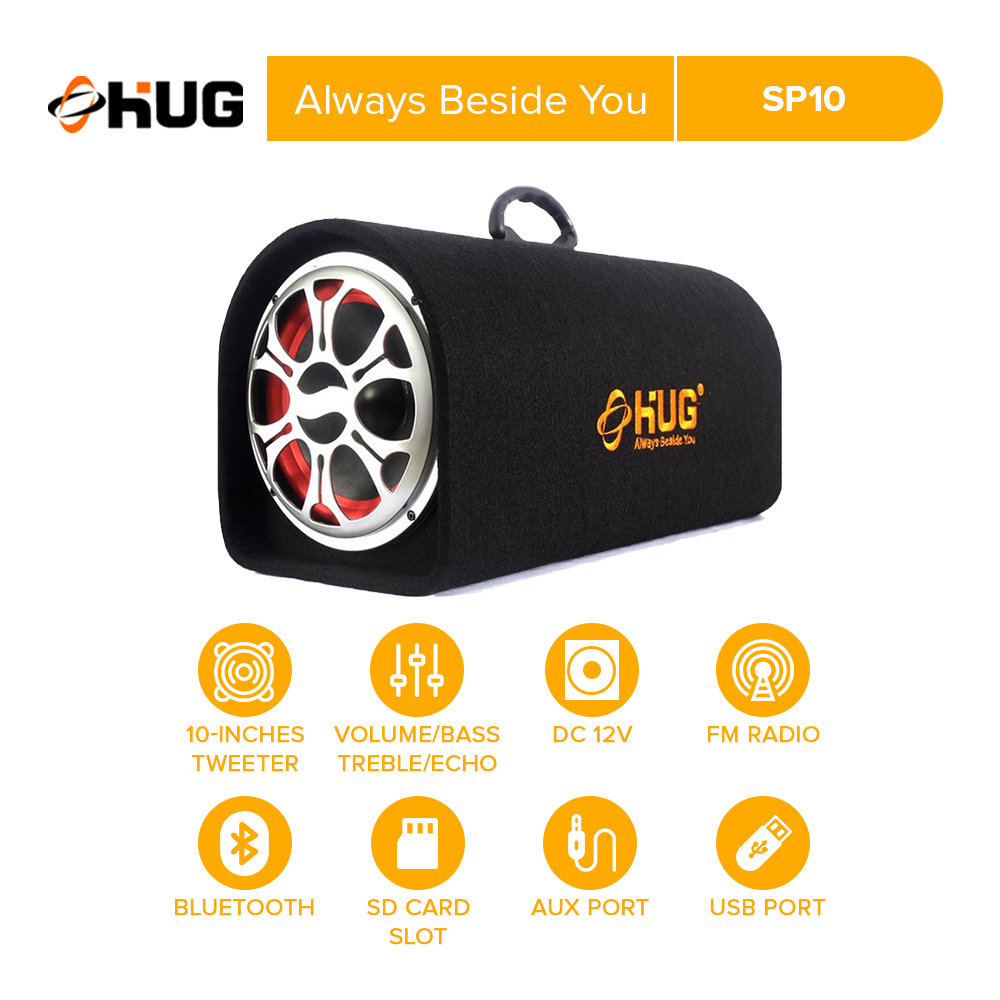 HUG
Always Beside You
SP10
HUG®
Always Beside You
10-INCHES
TWEETER
VOLUME/BASS
TREBLE/ECHO
DC 12V
FM RADIO
BLUETOOTH
SD CARD
SLOT
AUX PORT
USB PORT